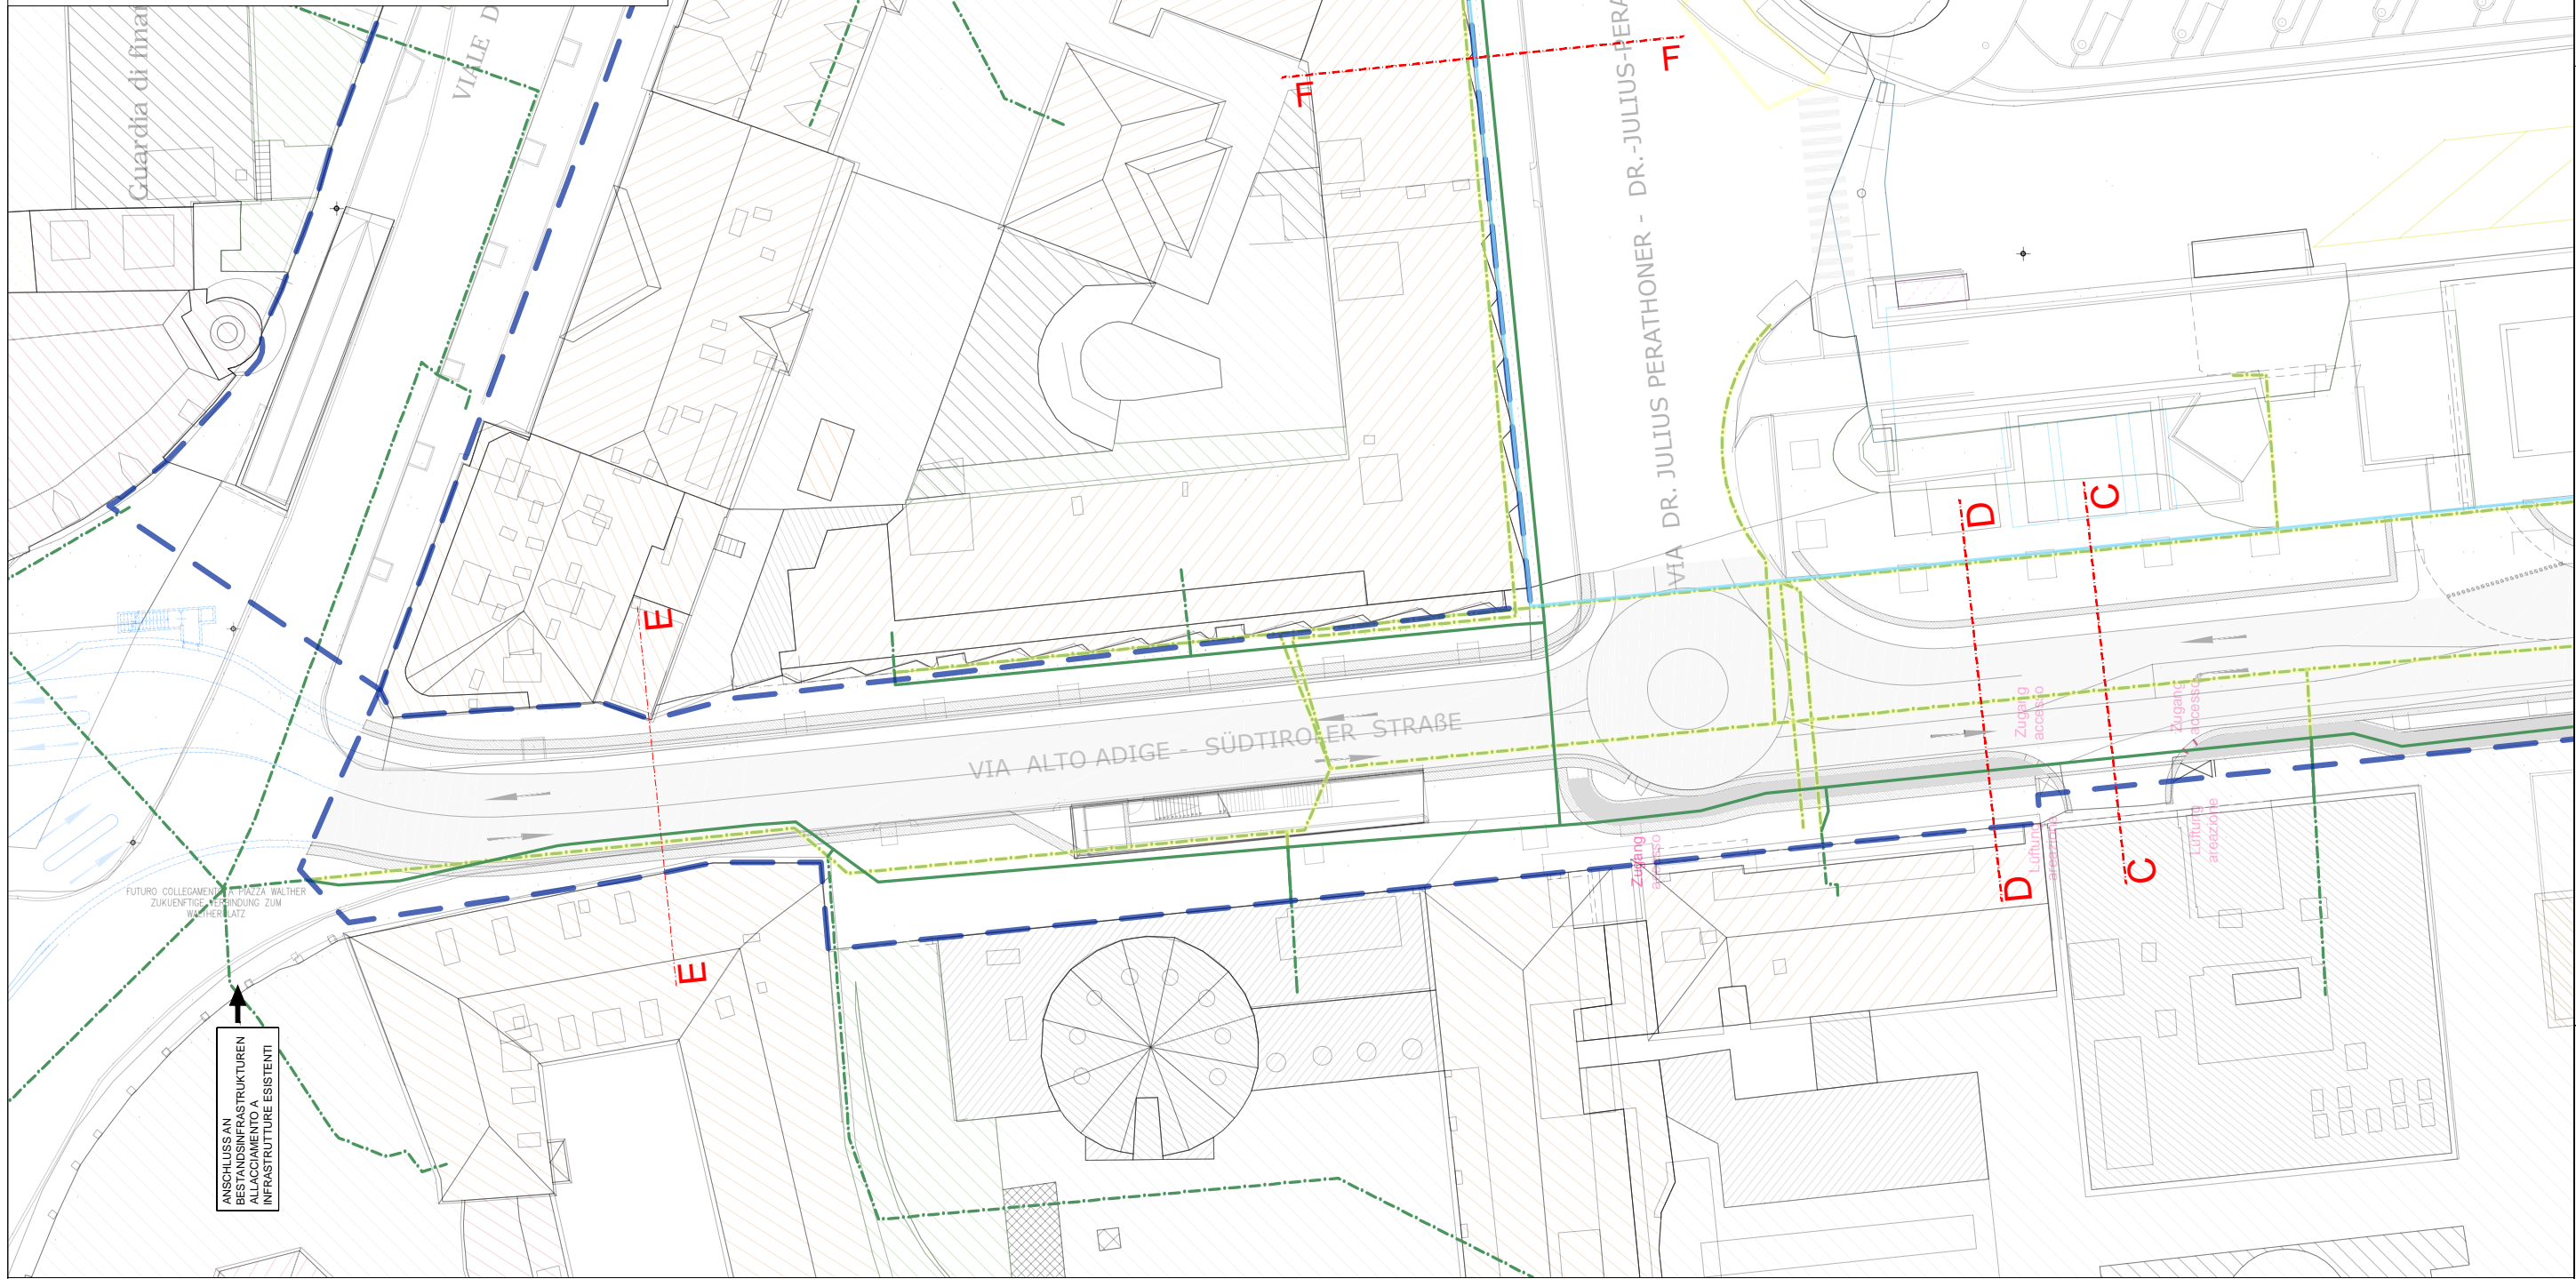 Guardia di finan
VIALE D
F
F
DR. JULIUS-PERA
VIA DR. JULIUS PERATHONER - DR.-JULIUS-PERA
E
E
D
D
C
C
VIA ALTO ADIGE - SÜDTIROLER STRAßE
Zugang
accesso
Zugang
accesso
Zugang
accesso
Lüftung
areazione
Lüftung
areazione
FUTURO COLLEGAMENTO A PIAZZA WALTHER
ZUKUENFTIGE VERBINDUNG ZUM
WALTHERPLATZ
ANSCHLUSS AN
BESTANDSINFRASTRUKTUREN
ALLACCIAMENTO A
INFRASTRUTTURE ESISTENTI